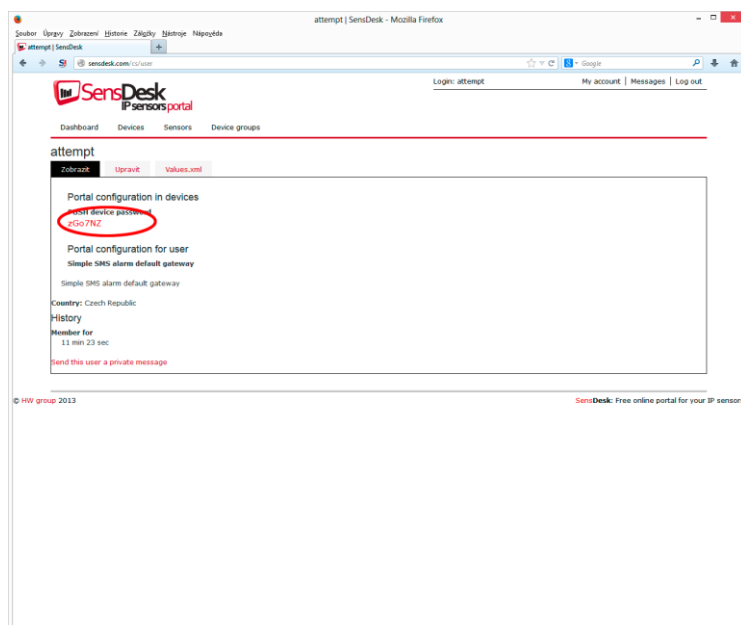 attempt | SensDesk - Mozilla Firefox
Soubor Úpravy Zobrazení Historie Záložky Nástroje Nápověda
attempt | SensDesk
sensdesk.com/cs/user
Google
SensDesk
IP sensors portal
Login: attempt
My account | Messages | Log out
Dashboard Devices Sensors Device groups
attempt
Zobrazit Upravit Values.xml
Portal configuration in devices
PUSH device password
zGo7NZ
Portal configuration for user
Simple SMS alarm default gateway
Simple SMS alarm default gateway
Country: Czech Republic
History
Member for
11 min 23 sec
Send this user a private message
© HW group 2013
SensDesk: Free online portal for your IP sensors